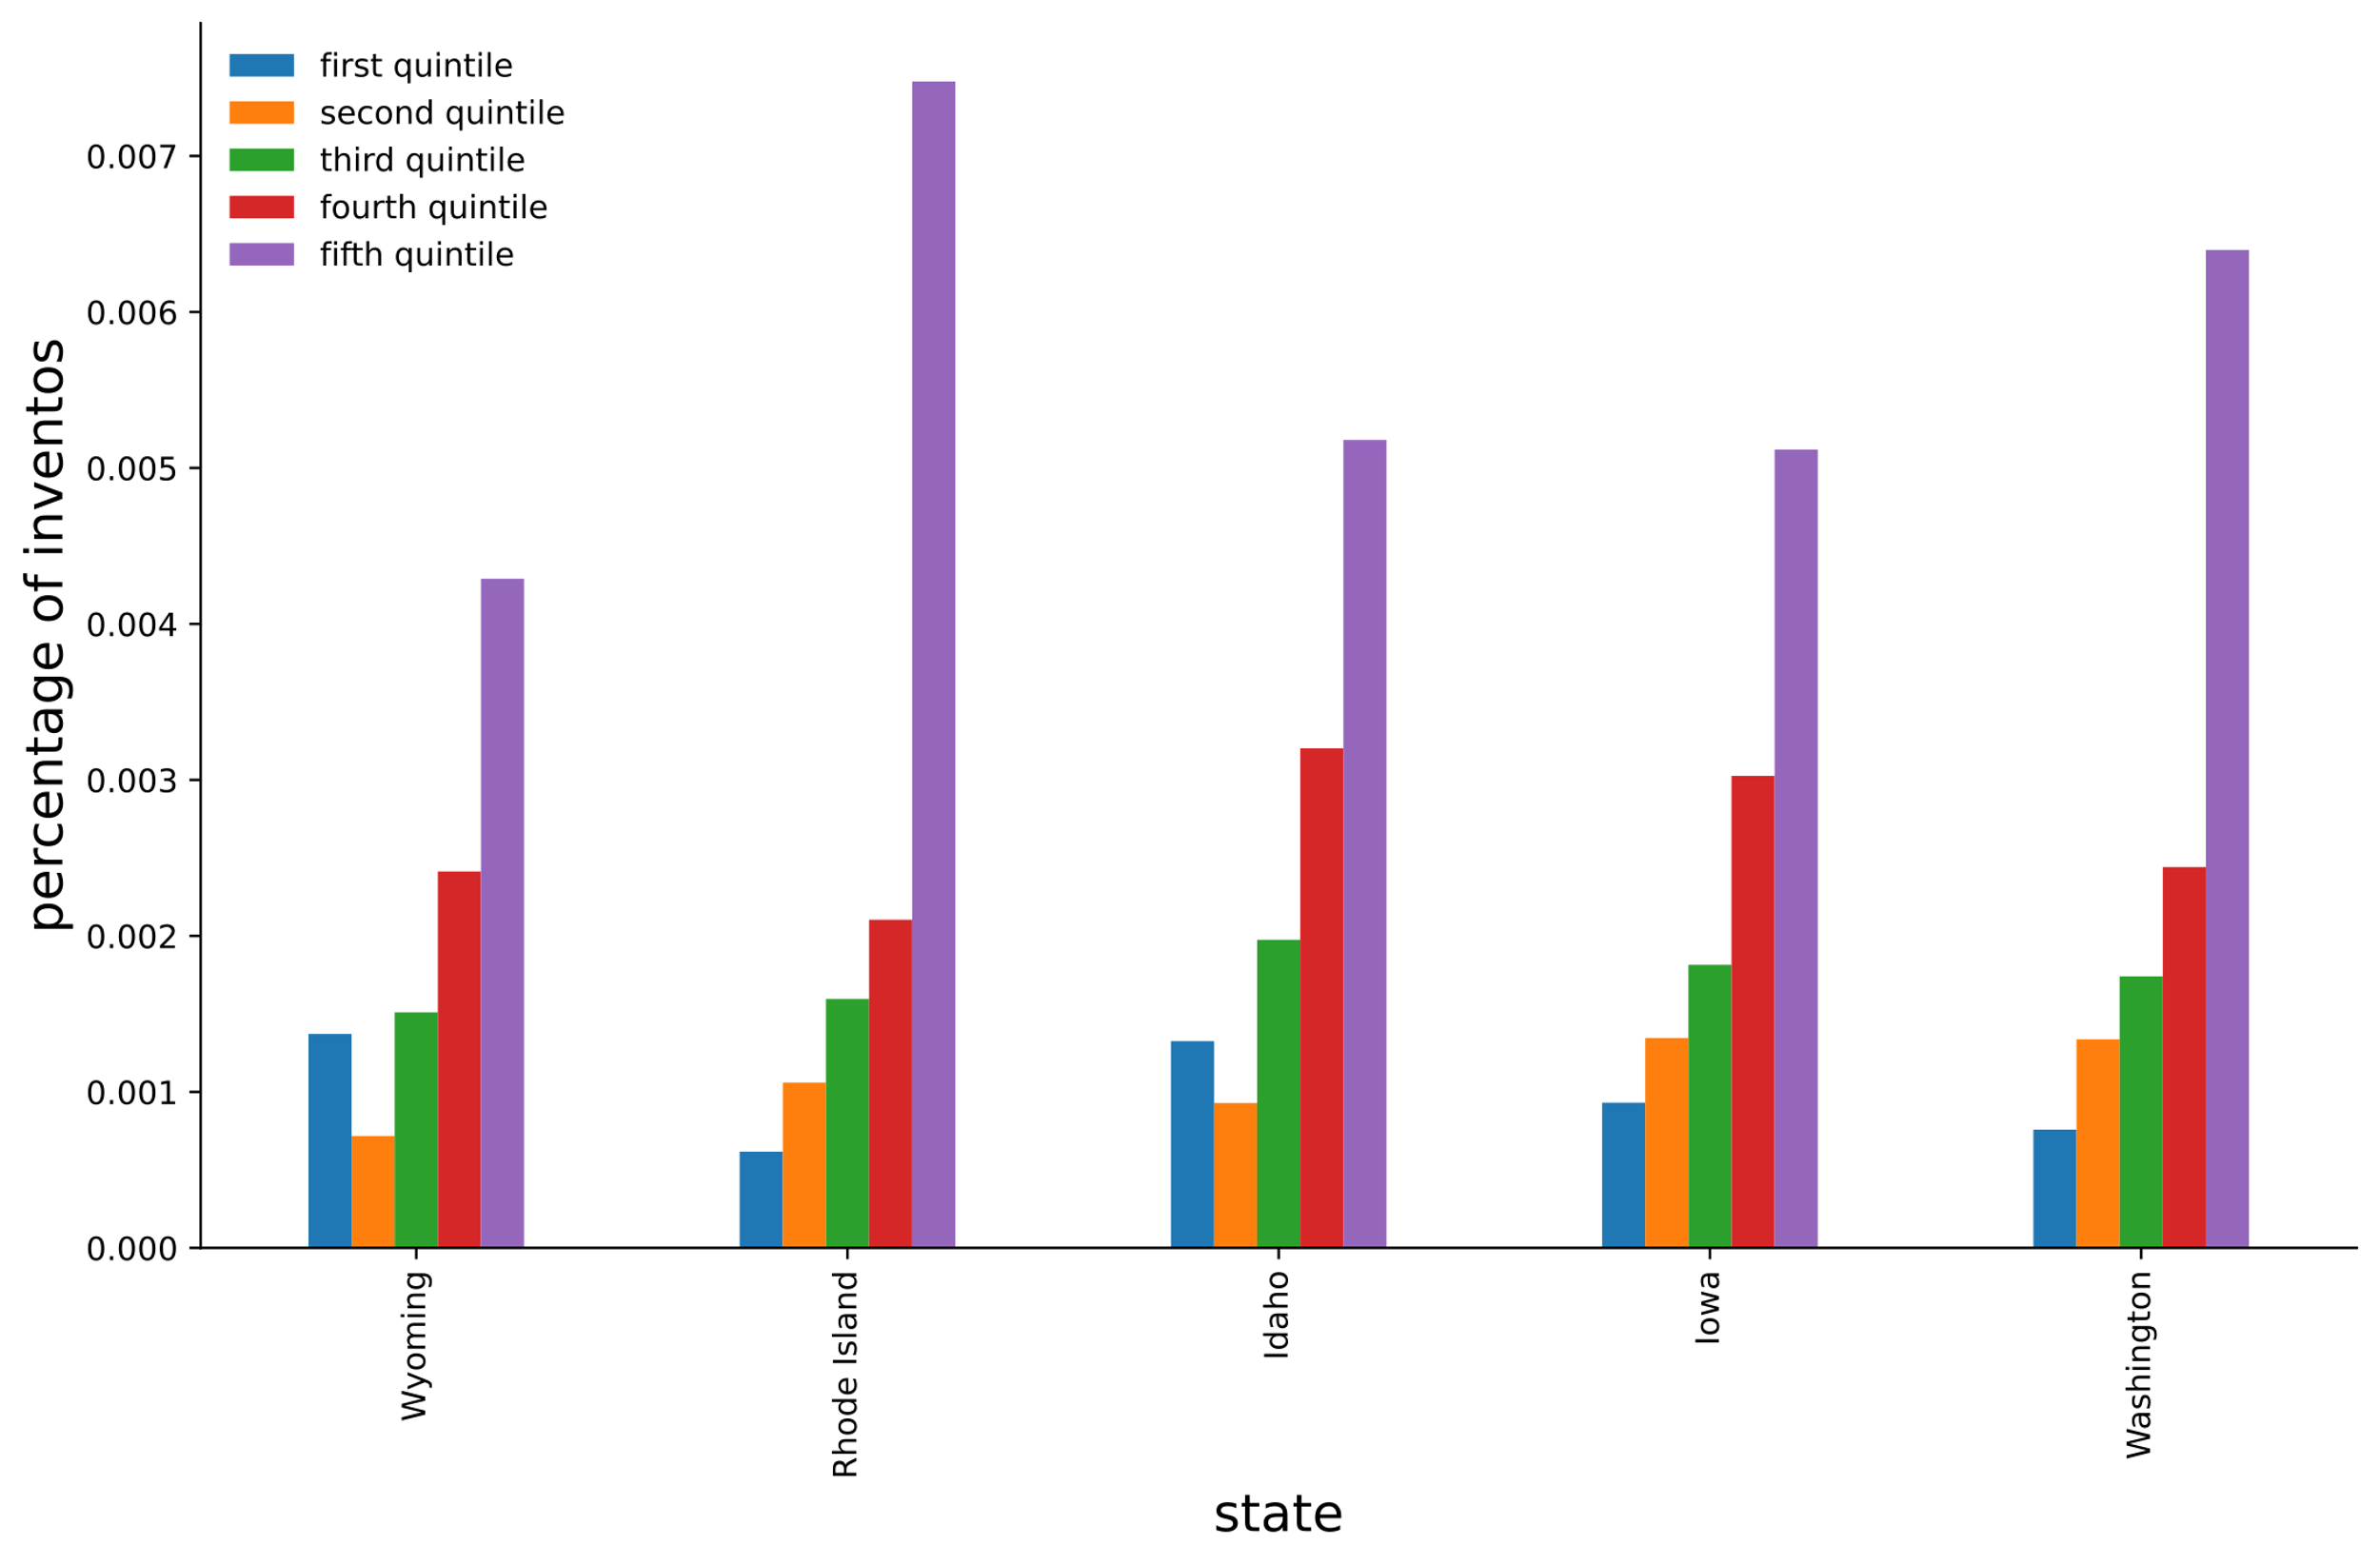 first quintile
second quintile
third quintile
fourth quintile
fifth quintile
percentage of inventos
0.007
0.006
0.005
0.004
0.003
0.002
0.001
0.000
Wyoming
Rhode Island
Idaho
Iowa
Washington
state